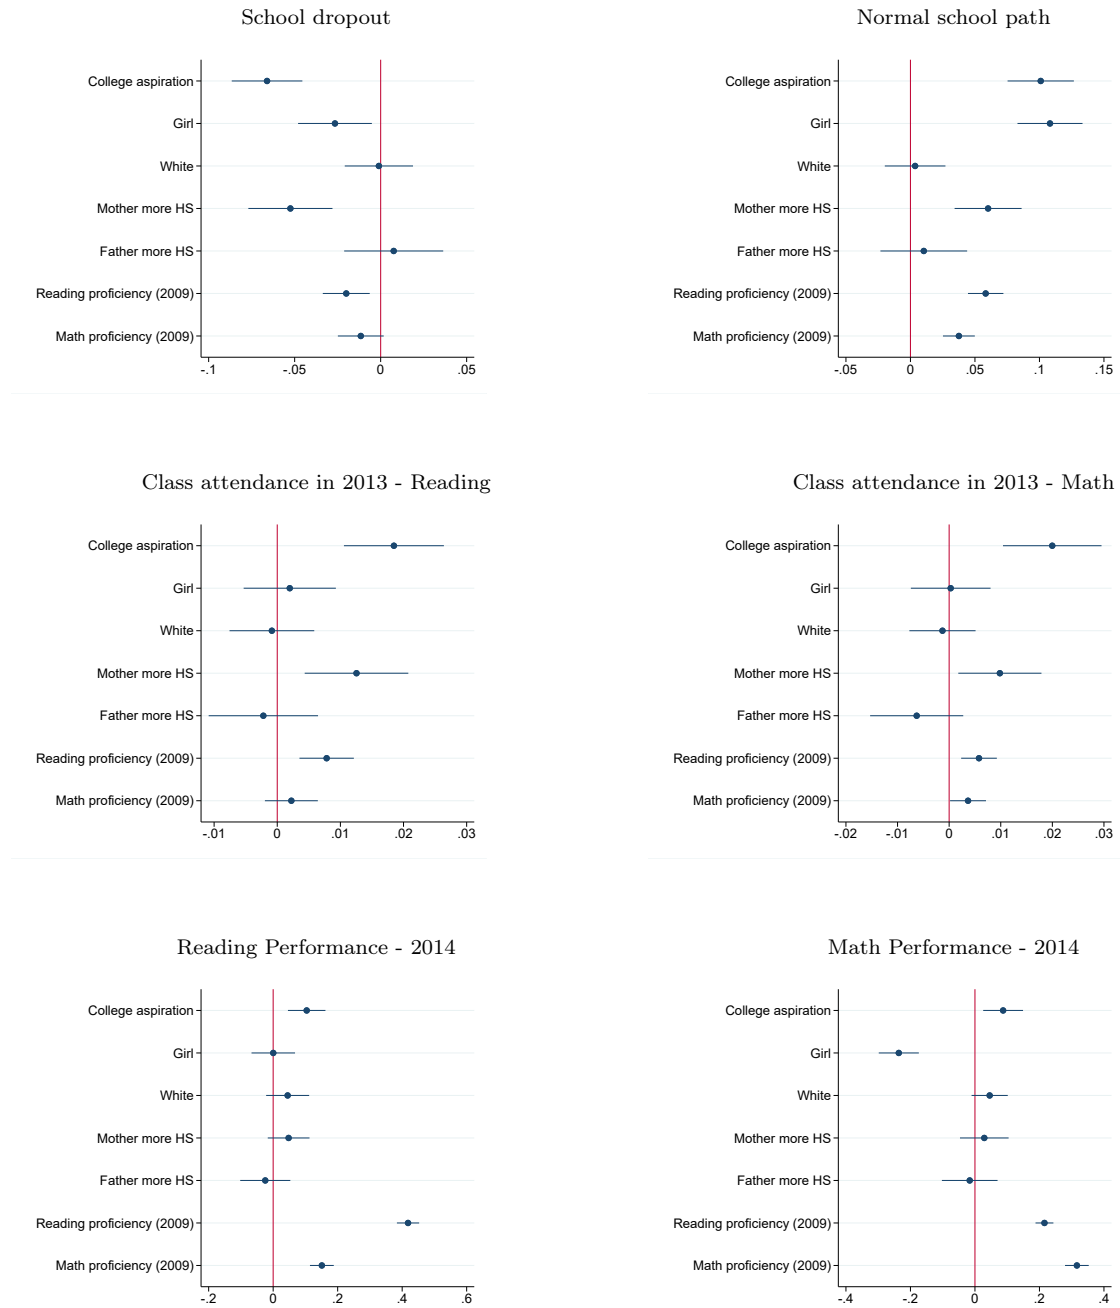 School dropout
College aspiration
Girl
White
Mother more HS
Father more HS
Reading proficiency (2009)
Math proficiency (2009)
-.1 -.05 0 .05
Normal school path
College aspiration
Girl
White
Mother more HS
Father more HS
Reading proficiency (2009)
Math proficiency (2009)
-.05 0 .05 .1 .15
Class attendance in 2013 - Reading
College aspiration
Girl
White
Mother more HS
Father more HS
Reading proficiency (2009)
Math proficiency (2009)
-.01 0 .01 .02 .03
Class attendance in 2013 - Math
College aspiration
Girl
White
Mother more HS
Father more HS
Reading proficiency (2009)
Math proficiency (2009)
-.02 -.01 0 .01 .02 .03
Reading Performance - 2014
College aspiration
Girl
White
Mother more HS
Father more HS
Reading proficiency (2009)
Math proficiency (2009)
-.2 0 .2 .4 .6
Math Performance - 2014
College aspiration
Girl
White
Mother more HS
Father more HS
Reading proficiency (2009)
Math proficiency (2009)
-.4 -.2 0 .2 .4